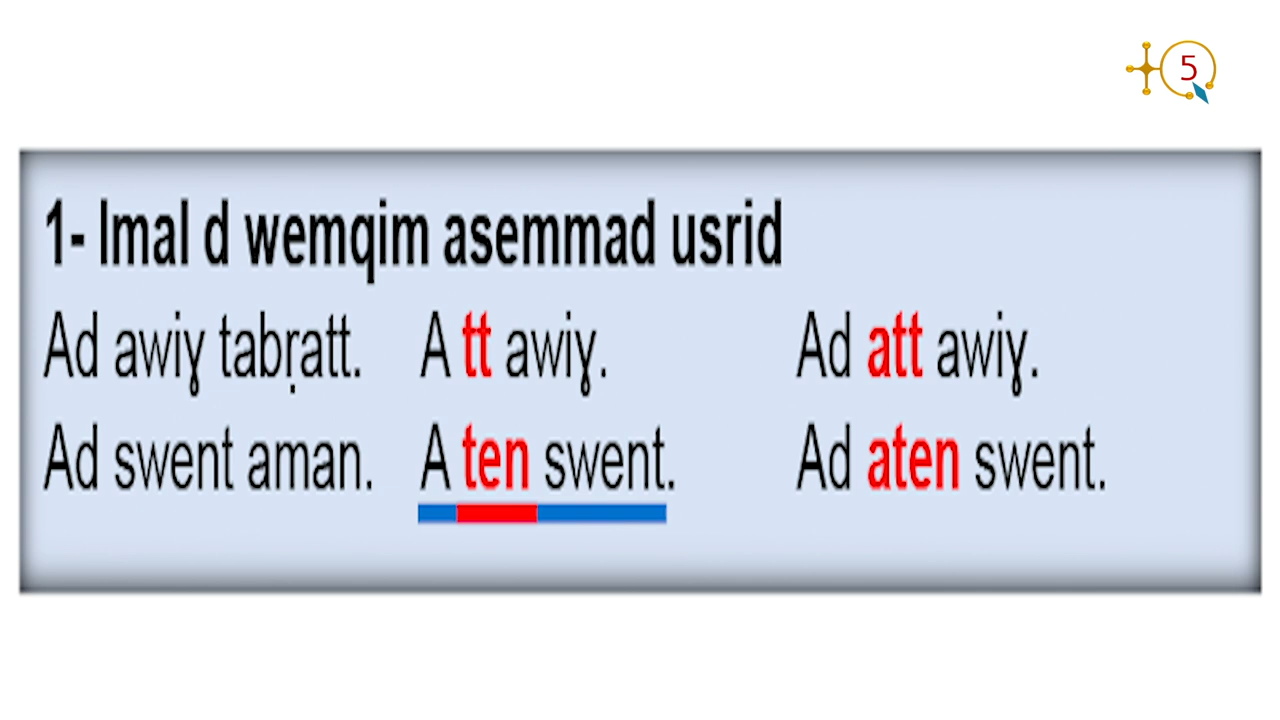 5
1- Imal d wemqim asemmad usrid
Ad awiɣ tabṛatt. A tt awiɣ. Ad att awiɣ.
Ad swent aman. A ten swent. Ad aten swent.